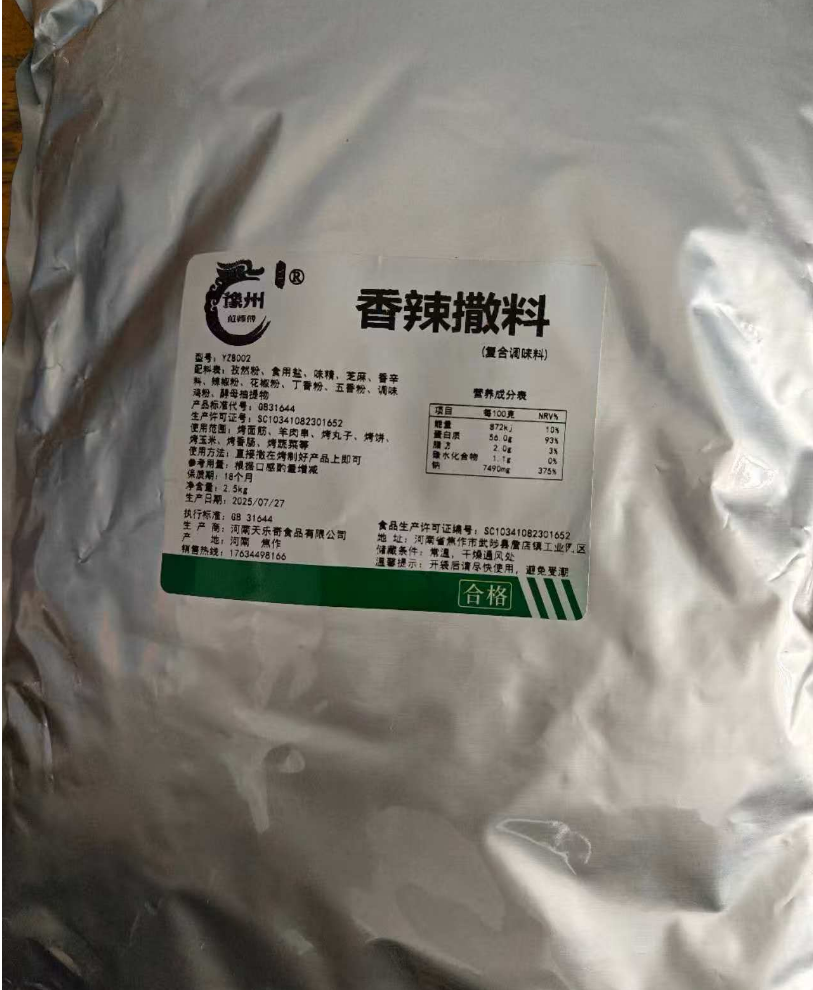 豫州
®
香辣撒料
(复合调味料)
型号：YZB002
配料表：孜然粉、食用盐、味精、芝麻、香辛
料、辣椒粉、花椒粉、丁香粉、五香粉、调味
鸡粉、酵母抽提物
产品标准代号：GB31644
生产许可证号：SC10341082301652
使用范围：烤面筋、羊肉串、烤丸子、烤饼、
烤玉米、烤香肠、烤蔬菜等
使用方法：直接撒在烤制好产品上即可
参考用量：根据口感酌量增减
保质期：18个月
净含量：2.5kg
生产日期：2025/07/27
营养成分表
项目 每100克 NRV%
能量 872kj 10%
蛋白质 56.0g 93%
脂肪 2.0g 3%
碳水化合物 1.1g 0%
钠 7490mg 375%
执行标准：GB 31644
生 产 商：河南天乐奇食品有限公司
产 地：河南 焦作
销售热线：17634498166
食品生产许可证编号：SC10341082301652
地 址：河南省焦作市武陟县詹店镇工业园区
储藏条件：常温，干燥通风处
温馨提示：开袋后请尽快使用，避免受潮
合格